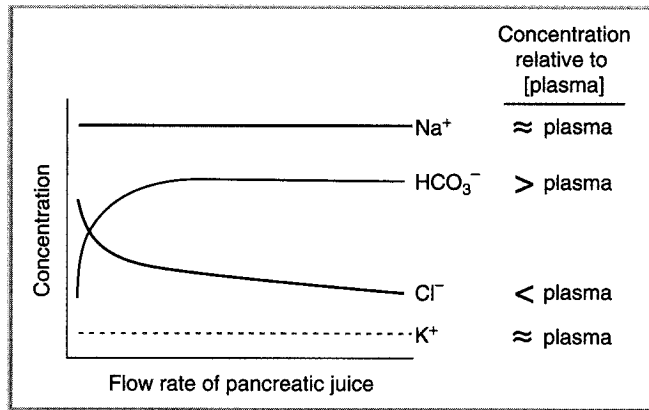 Concentration
relative to
[plasma]
Na⁺ ≈ plasma
HCO₃⁻ > plasma
Cl⁻ < plasma
K⁺ ≈ plasma
Concentration
Flow rate of pancreatic juice